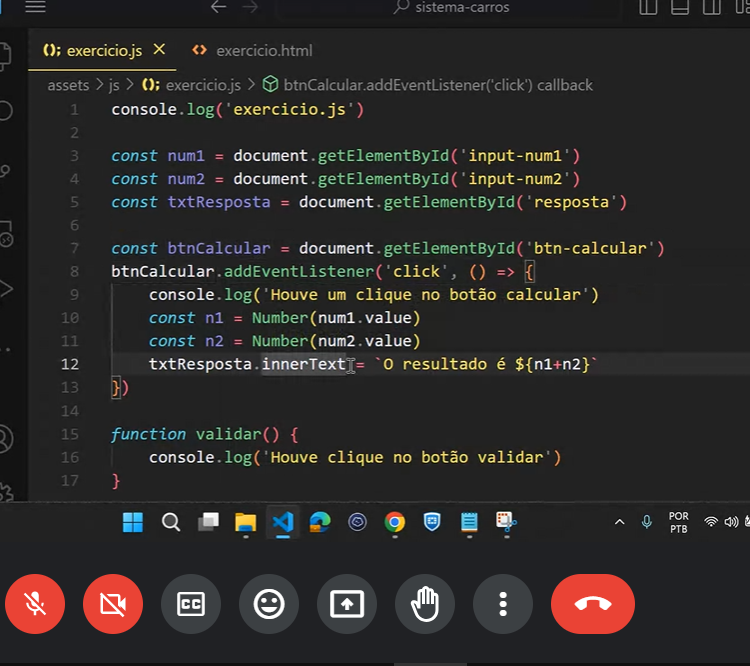 sistema-carros
exercicio.js
exercicio.html
assets > js > exercicio.js > btnCalcular.addEventListener('click') callback
1 console.log('exercicio.js')
2
3 const num1 = document.getElementById('input-num1')
4 const num2 = document.getElementById('input-num2')
5 const txtResposta = document.getElementById('resposta')
6
7 const btnCalcular = document.getElementById('btn-calcular')
8 btnCalcular.addEventListener('click', () => {
9 console.log('Houve um clique no botão calcular')
10 const n1 = Number(num1.value)
11 const n2 = Number(num2.value)
12 txtResposta.innerText = `O resultado é ${n1+n2}`
13 })
14
15 function validar() {
16 console.log('Houve clique no botão validar')
17 }
POR
PTB
CC